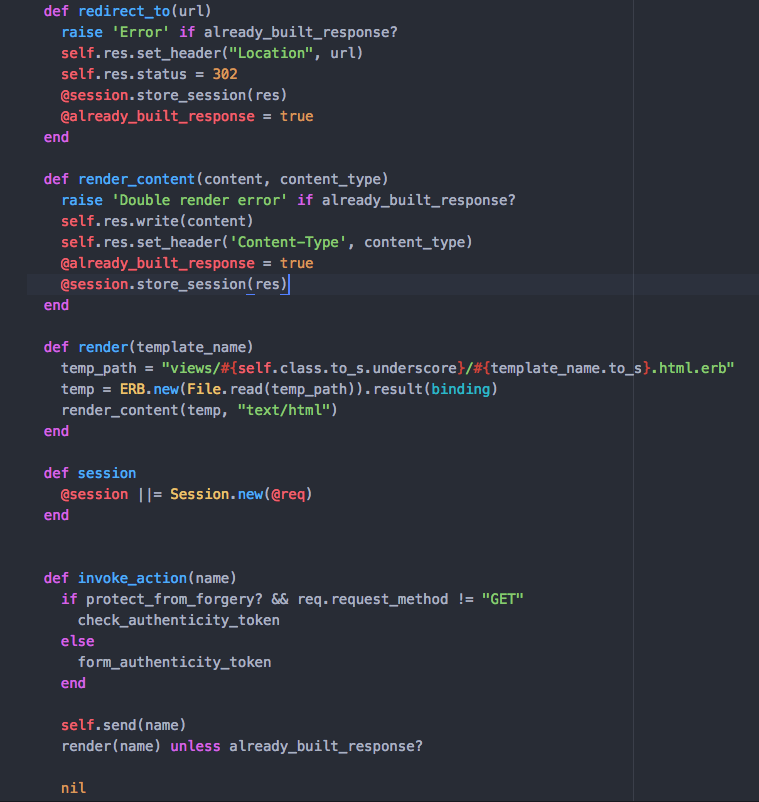 def redirect_to(url)
  raise 'Error' if already_built_response?
  self.res.set_header("Location", url)
  self.res.status = 302
  @session.store_session(res)
  @already_built_response = true
end

def render_content(content, content_type)
  raise 'Double render error' if already_built_response?
  self.res.write(content)
  self.res.set_header('Content-Type', content_type)
  @already_built_response = true
  @session.store_session(res)
end

def render(template_name)
  temp_path = "views/#{self.class.to_s.underscore}/#{template_name.to_s}.html.erb"
  temp = ERB.new(File.read(temp_path)).result(binding)
  render_content(temp, "text/html")
end

def session
  @session ||= Session.new(@req)
end


def invoke_action(name)
  if protect_from_forgery? && req.request_method != "GET"
    check_authenticity_token
  else
    form_authenticity_token
  end

  self.send(name)
  render(name) unless already_built_response?

  nil